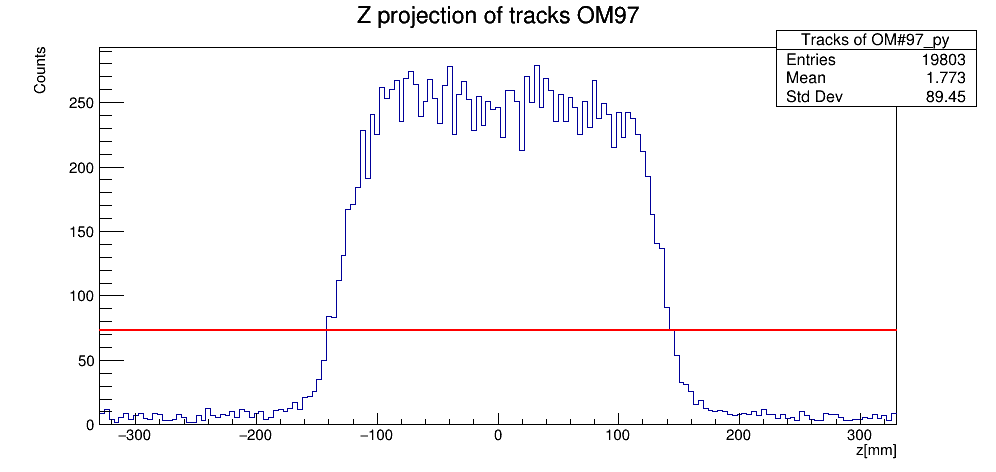 Z projection of tracks OM97
Counts
Tracks of OM#97_py
Entries 19803
Mean 1.773
Std Dev 89.45
250
200
150
100
50
0
−300 −200 −100 0 100 200 300
z[mm]